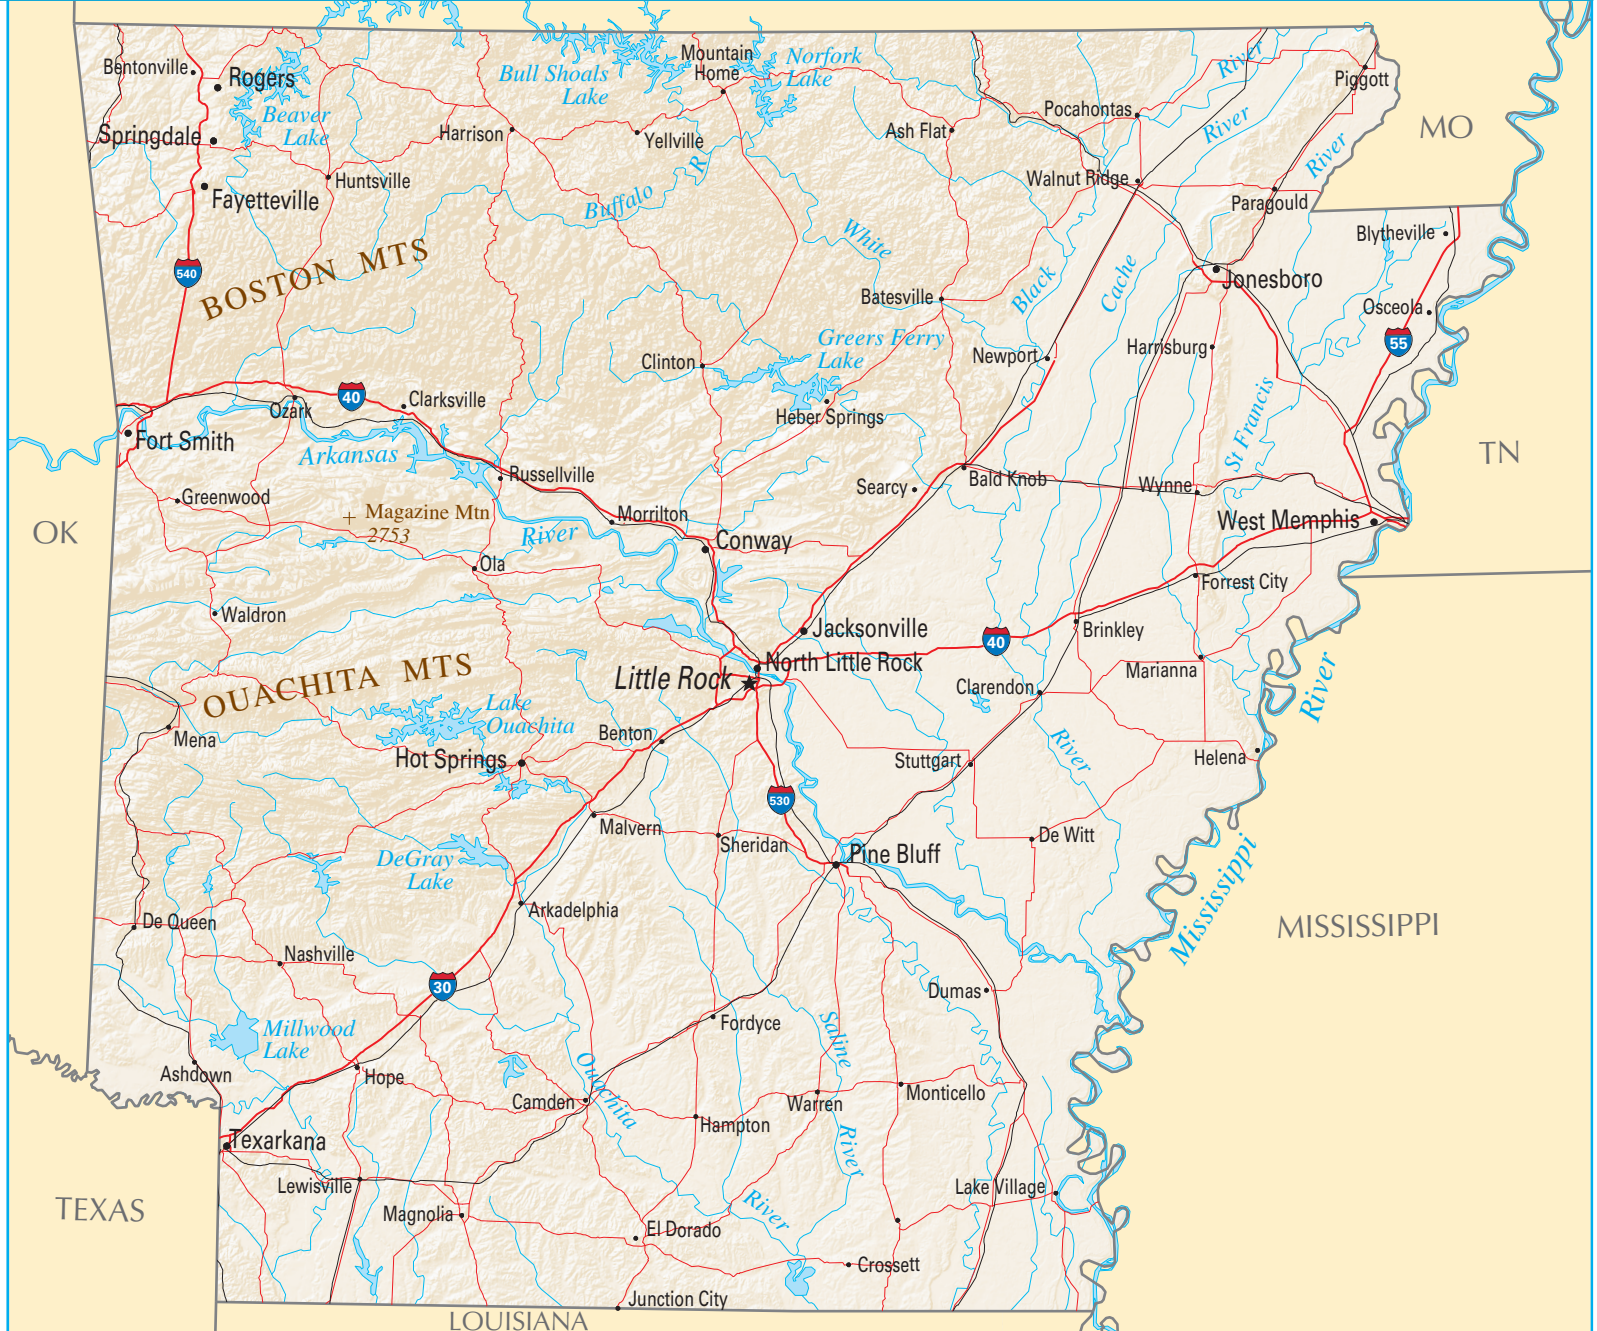 Bentonville
Rogers
Beaver
Lake
Springdale
Fayetteville
Huntsville
Harrison
Bull Shoals
Lake
Yellville
Mountain
Home
Norfork
Lake
Ash Flat
Pocahontas
River
River
River
Piggott
MO
Walnut Ridge
Paragould
Buffalo
R
White
540
BOSTON MTS
Batesville
Black
Cache
Jonesboro
Blytheville
Osceola
55
Clinton
Greers Ferry
Lake
Heber Springs
Newport
Harrisburg
St Francis
40
Ozark
Clarksville
Fort Smith
Arkansas
Russellville
Greenwood
Magazine Mtn
2753
River
Morrilton
Conway
Searcy
Bald Knob
Wynne
West Memphis
TN
OK
Ola
Waldron
Forrest City
Jacksonville
40
Brinkley
Marianna
North Little Rock
Little Rock
OUACHITA MTS
Lake
Ouachita
Clarendon
River
River
Mena
Hot Springs
Benton
Stuttgart
Helena
530
Malvern
Sheridan
Pine Bluff
De Witt
DeGray
Lake
Arkadelphia
Mississippi
MISSISSIPPI
De Queen
Nashville
30
Dumas
Millwood
Lake
Fordyce
Saline
Ashdown
Hope
Ouachita
Camden
Warren
Monticello
Hampton
River
Texarkana
TEXAS
Lewisville
Magnolia
River
Lake Village
El Dorado
Crossett
Junction City
LOUISIANA